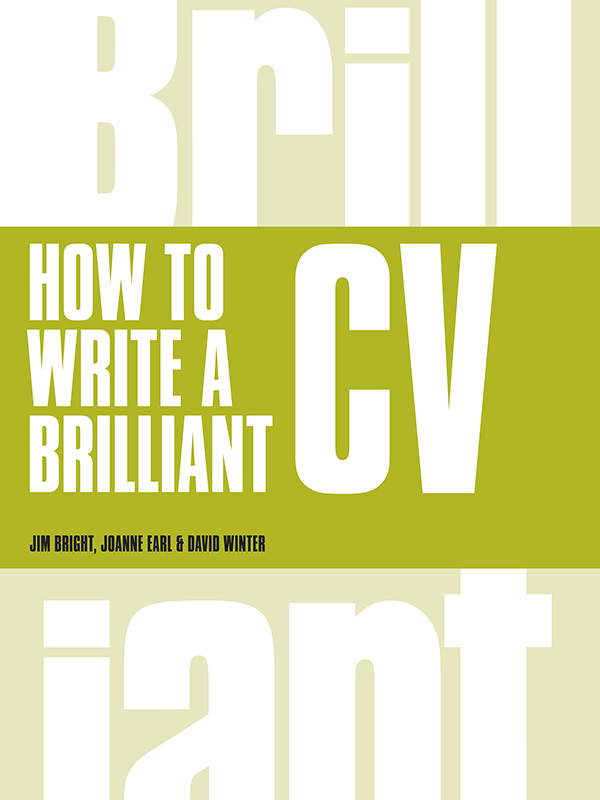 Brill
HOW TO
WRITE A
BRILLIANT
CV
JIM BRIGHT, JOANNE EARL & DAVID WINTER
iant